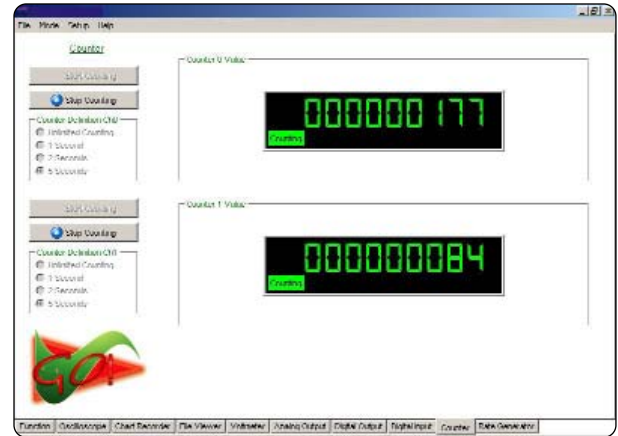 File Mode Setup Help
Counter
Start Counting
Stop Counting
Counter Definition Ch0
Unlimited Counting
1 Second
2 Seconds
5 Seconds
Counter 0 Value
000000177
Counting
Start Counting
Stop Counting
Counter Definition Ch1
Unlimited Counting
1 Second
2 Seconds
5 Seconds
Counter 1 Value
000000084
Counting
GO!
Function Oscilloscope Chart Recorder File Viewer Voltmeter Analog Output Digital Output Digital Input Counter Rate Generator